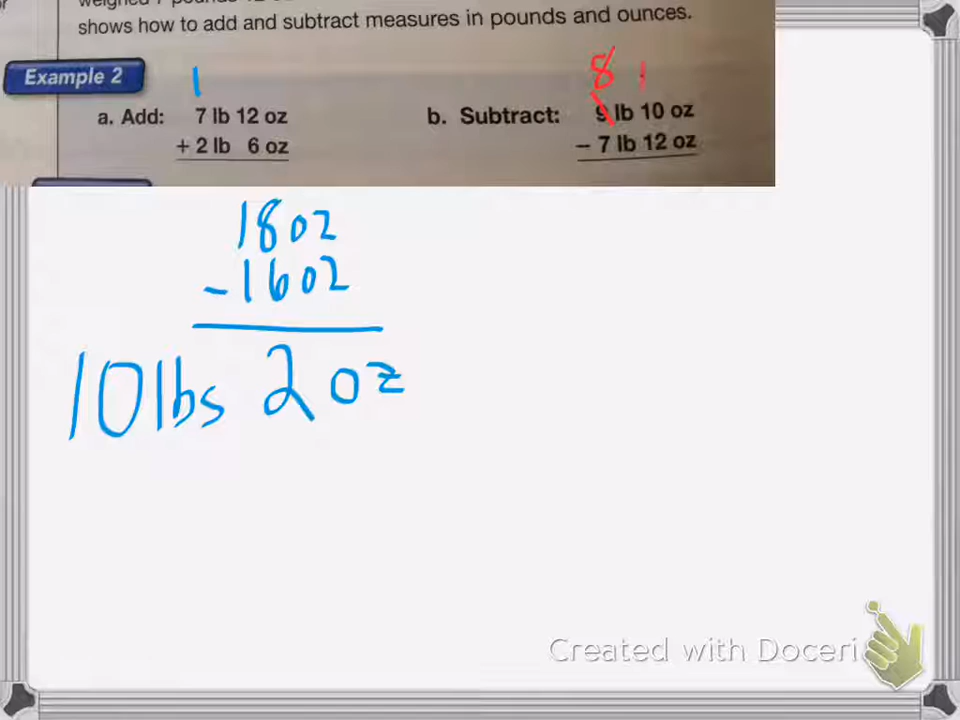 shows how to add and subtract measures in pounds and ounces.
Example 2
1
8 1
a. Add: 7 lb 12 oz
+ 2 lb 6 oz
b. Subtract: 9 lb 10 oz
– 7 lb 12 oz
18 oz
- 16 oz
10 lbs 2 oz
Created with Doceri